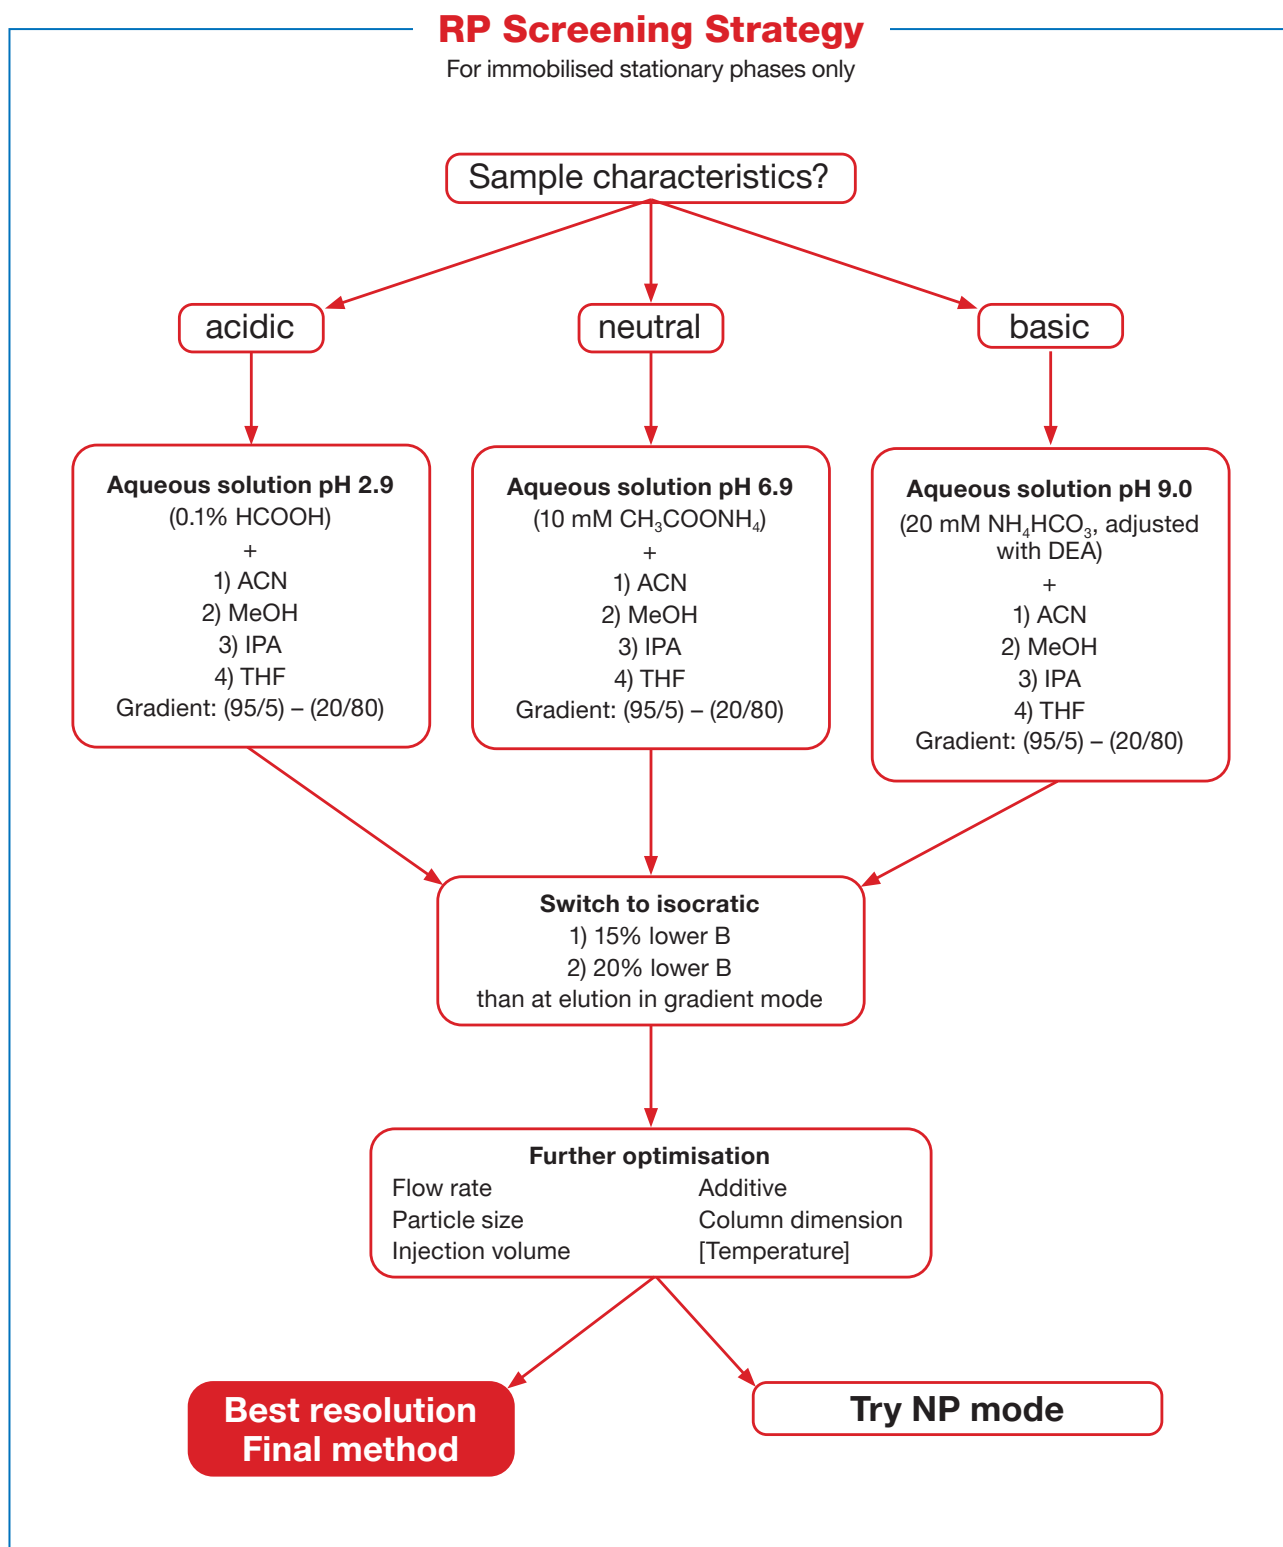 RP Screening Strategy
For immobilised stationary phases only
Sample characteristics?
acidic
neutral
basic
Aqueous solution pH 2.9
(0.1% HCOOH)
+
1) ACN
2) MeOH
3) IPA
4) THF
Gradient: (95/5) – (20/80)
Aqueous solution pH 6.9
(10 mM CH₃COONH₄)
+
1) ACN
2) MeOH
3) IPA
4) THF
Gradient: (95/5) – (20/80)
Aqueous solution pH 9.0
(20 mM NH₄HCO₃, adjusted
with DEA)
+
1) ACN
2) MeOH
3) IPA
4) THF
Gradient: (95/5) – (20/80)
Switch to isocratic
1) 15% lower B
2) 20% lower B
than at elution in gradient mode
Further optimisation
Flow rate
Particle size
Injection volume
Additive
Column dimension
[Temperature]
Best resolution
Final method
Try NP mode